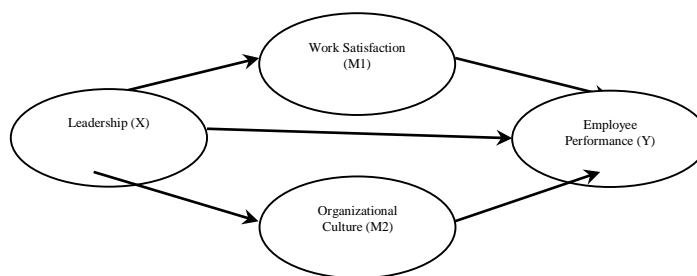 Work Satisfaction
(M1)
Leadership (X)
Employee
Performance (Y)
Organizational
Culture (M2)